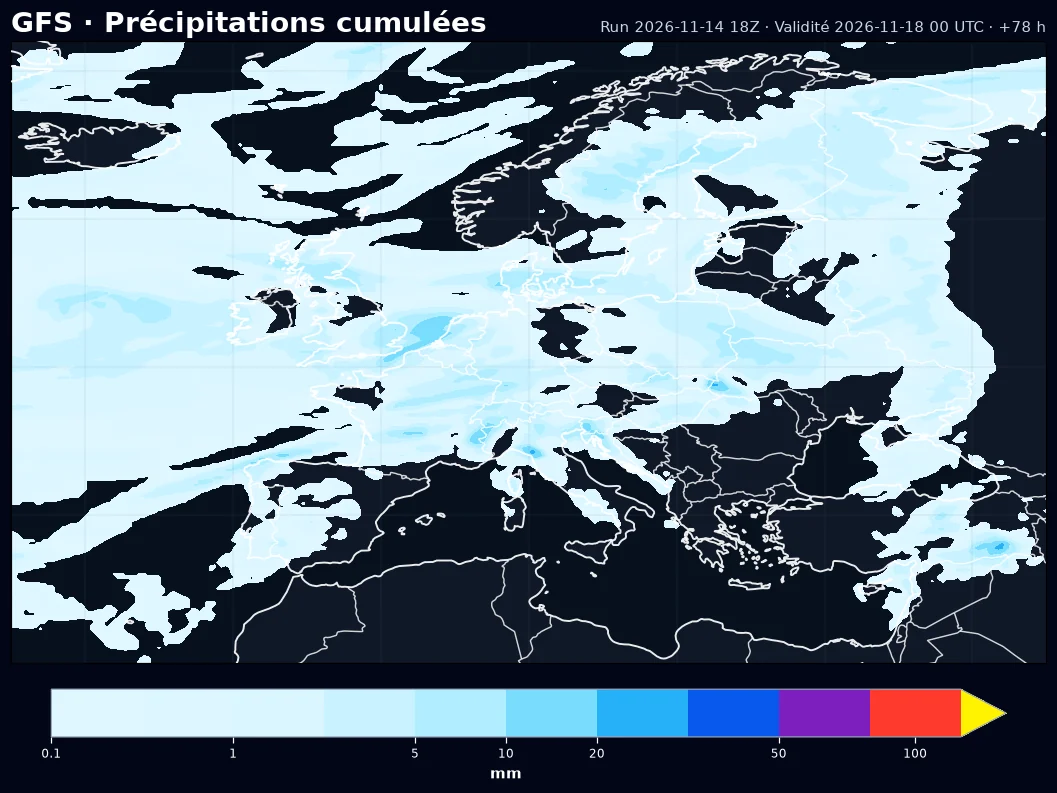 GFS · Précipitations cumulées
Run 2026-11-14 18Z · Validité 2026-11-18 00 UTC · +78 h
0.1 1 5 10 20 50 100
mm